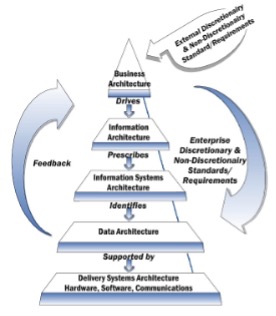 External Discretionary
& Non-Discretionary
Standard/Requirements
Business
Architecture
Drives
Information
Architecture
Prescribes
Information Systems
Architecture
Identifies
Data Architecture
Supported by
Delivery Systems Architecture
Hardware, Software, Communications
Feedback
Enterprise
Discretionary &
Non-Discretionairy
Standards/
Requirements